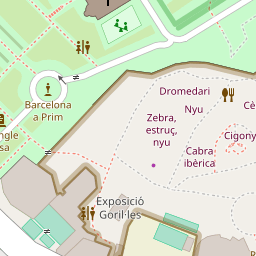 Dromedari
Nyu
Cè
Barcelona
a Prim
Zebra,
estruç,
nyu
ngle
sa
Cigony
Cabra
ibèrica
Exposició
Goril·les
R